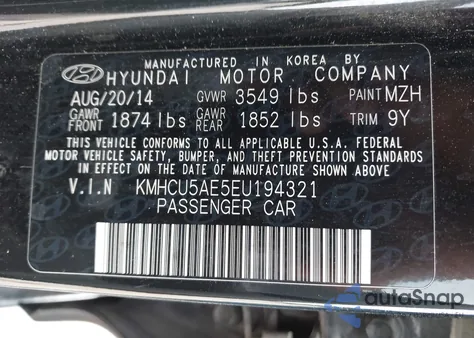 MANUFACTURED IN KOREA BY
HYUNDAI MOTOR COMPANY
AUG/20/14 GVWR 3549 lbs PAINT MZH
GAWR FRONT 1874 lbs GAWR REAR 1852 lbs TRIM 9Y
THIS VEHICLE CONFORMS TO ALL APPLICABLE U.S.A. FEDERAL
MOTOR VEHICLE SAFETY, BUMPER, AND THEFT PREVENTION STANDARDS
IN EFFECT ON THE DATE OF MANUFACTURE SHOWN ABOVE.
V.I.N KMHCU5AE5EU194321
PASSENGER CAR
autoSnap